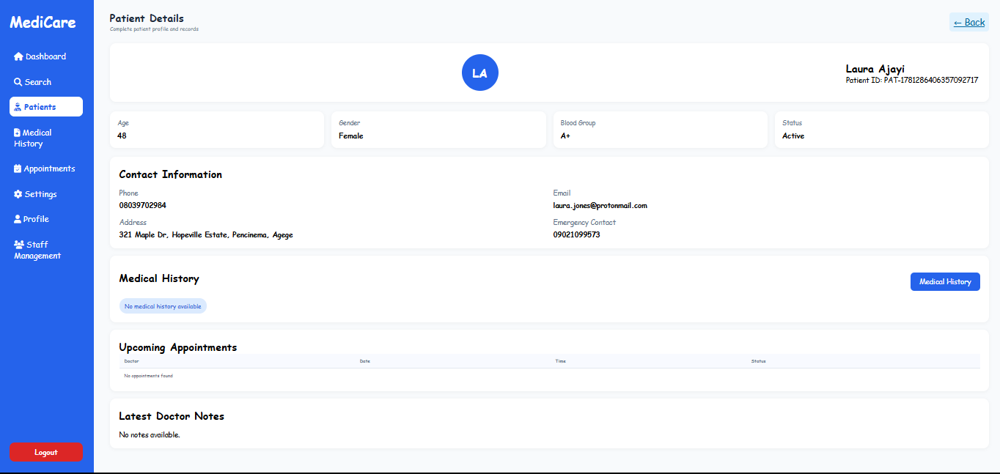 MediCare
Dashboard
Search
Patients
Medical
History
Appointments
Settings
Profile
Staff
Management
Logout
Patient Details
Complete patient profile and records
← Back
LA
Laura Ajayi
Patient ID: PAT-1781286406357092717
Age
48
Gender
Female
Blood Group
A+
Status
Active
Contact Information
Phone
08039702984
Email
laura.jones@protonmail.com
Address
321 Maple Dr, Hopeville Estate, Pencinema, Agege
Emergency Contact
09021099573
Medical History
Medical History
No medical history available
Upcoming Appointments
Doctor Date Time Status
No appointments found
Latest Doctor Notes
No notes available.